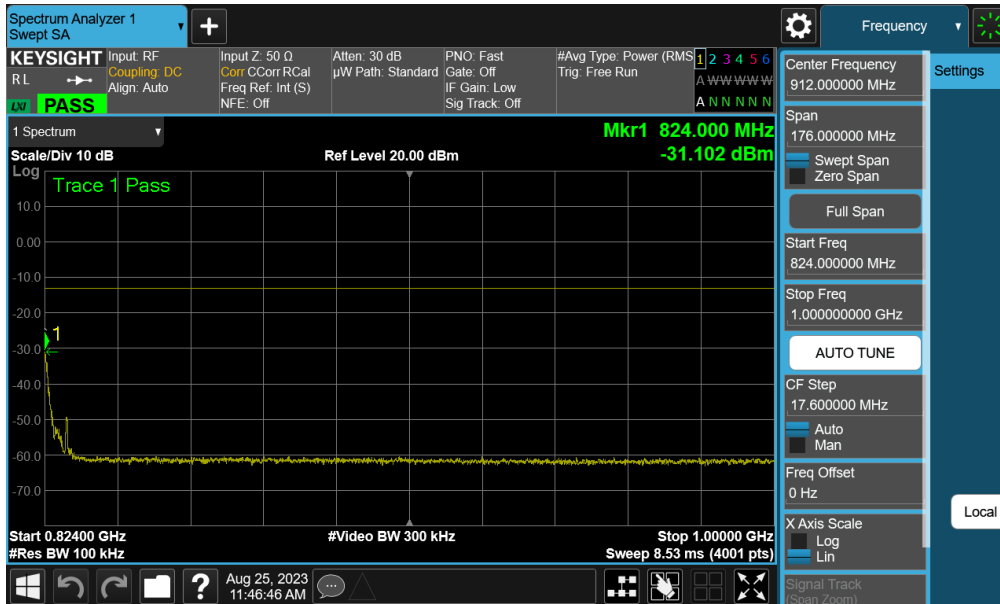 Spectrum Analyzer 1
Swept SA
Frequency
KEYSIGHT
RL
LXI
PASS
Input: RF
Coupling: DC
Align: Auto
Input Z: 50 Ω
Corr CCorr RCal
Freq Ref: Int (S)
NFE: Off
Atten: 30 dB
µW Path: Standard
PNO: Fast
Gate: Off
IF Gain: Low
Sig Track: Off
#Avg Type: Power (RMS
Trig: Free Run
1 2 3 4 5 6
A W W W W W
A N N N N N
1 Spectrum
Mkr1 824.000 MHz
-31.102 dBm
Scale/Div 10 dB
Ref Level 20.00 dBm
Log
Trace 1 Pass
10.0
0.00
-10.0
-20.0
1
-30.0
-40.0
-50.0
-60.0
-70.0
Start 0.82400 GHz
#Video BW 300 kHz
Stop 1.00000 GHz
#Res BW 100 kHz
Sweep 8.53 ms (4001 pts)
Aug 25, 2023
11:46:46 AM
?
Center Frequency
912.000000 MHz
Span
176.000000 MHz
Swept Span
Zero Span
Full Span
Start Freq
824.000000 MHz
Stop Freq
1.000000000 GHz
AUTO TUNE
CF Step
17.600000 MHz
Auto
Man
Freq Offset
0 Hz
X Axis Scale
Log
Lin
Signal Track
(Span Zoom)
Settings
Local